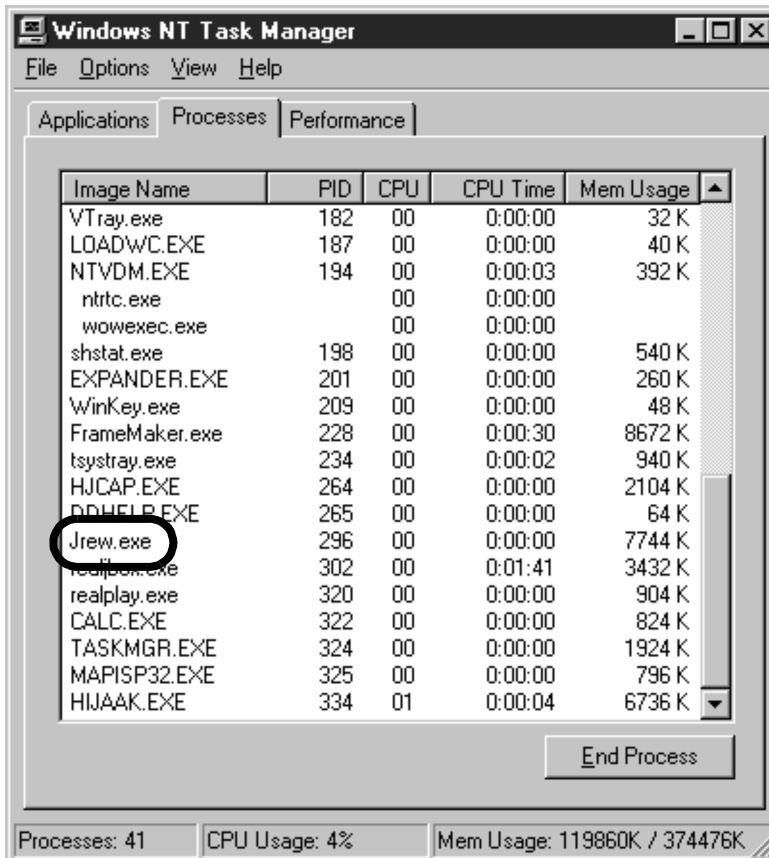 Windows NT Task Manager
File Options View Help
Applications Processes Performance
Image Name PID CPU CPU Time Mem Usage
VTray.exe 182 00 0:00:00 32 K
LOADWC.EXE 187 00 0:00:00 40 K
NTVDM.EXE 194 00 0:00:03 392 K
ntrtc.exe 00 0:00:00
wowexec.exe 00 0:00:00
shstat.exe 198 00 0:00:00 540 K
EXPANDER.EXE 201 00 0:00:00 260 K
WinKey.exe 209 00 0:00:00 48 K
FrameMaker.exe 228 00 0:00:30 8672 K
tsystray.exe 234 00 0:00:02 940 K
HJCAP.EXE 264 00 0:00:00 2104 K
DDHELP.EXE 265 00 0:00:00 64 K
Jrew.exe 296 00 0:00:00 7744 K
realjbox.exe 302 00 0:01:41 3432 K
realplay.exe 320 00 0:00:00 904 K
CALC.EXE 322 00 0:00:00 824 K
TASKMGR.EXE 324 00 0:00:00 1924 K
MAPISP32.EXE 325 00 0:00:00 796 K
HIJAAK.EXE 334 01 0:00:04 6736 K
End Process
Processes: 41 CPU Usage: 4% Mem Usage: 119860K / 374476K